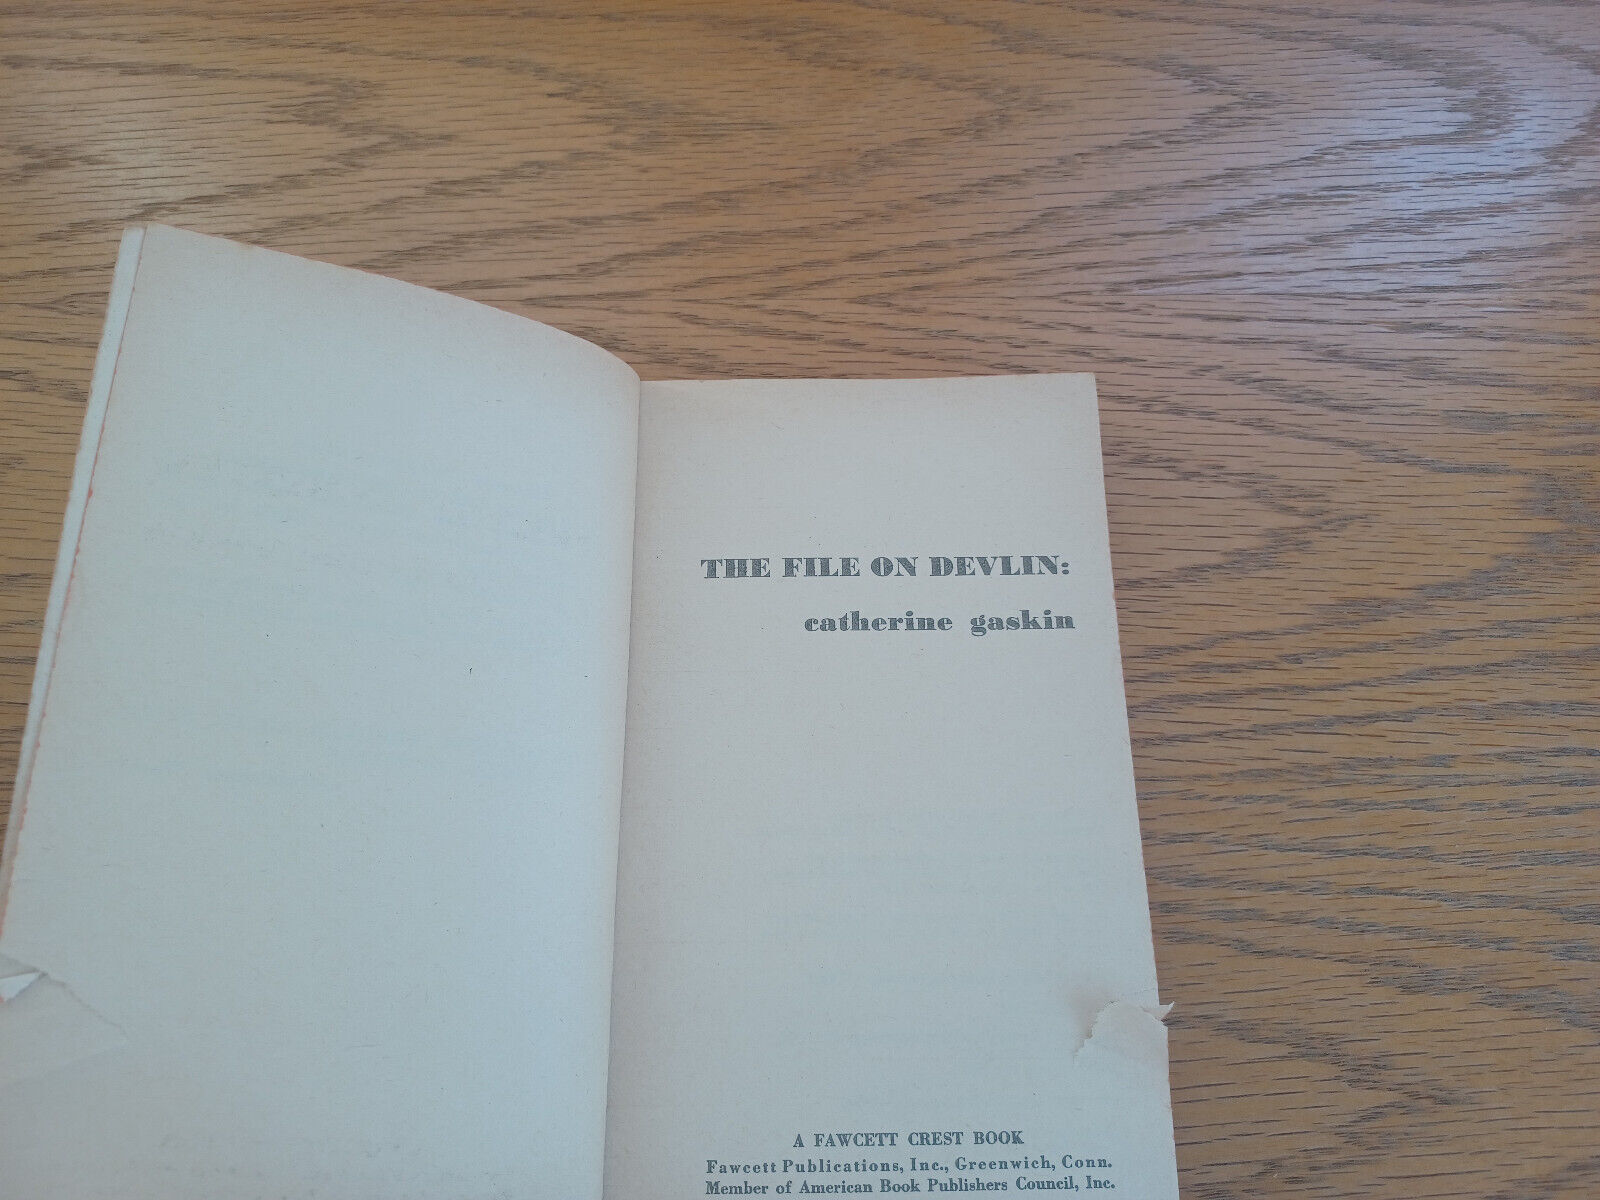 THE FILE ON DEVLIN:
catherine gaskin
A FAWCETT CREST BOOK
Fawcett Publications, Inc., Greenwich, Conn.
Member of American Book Publishers Council, Inc.